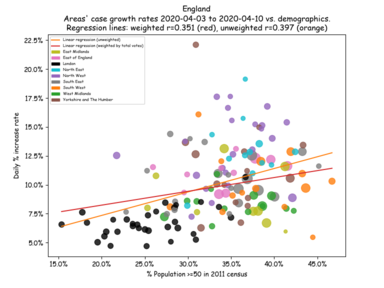 England
Areas' case growth rates 2020-04-03 to 2020-04-10 vs. demographics.
Regression lines: weighted r=0.351 (red), unweighted r=0.397 (orange)
Linear regression (unweighted)
Linear regression (weighted by total votes)
East Midlands
East of England
London
North East
North West
South East
South West
West Midlands
Yorkshire and The Humber
Daily % increase rate
22.5%
20.0%
17.5%
15.0%
12.5%
10.0%
7.5%
5.0%
15.0%
20.0%
25.0%
30.0%
35.0%
40.0%
45.0%
% Population >=50 in 2011 census